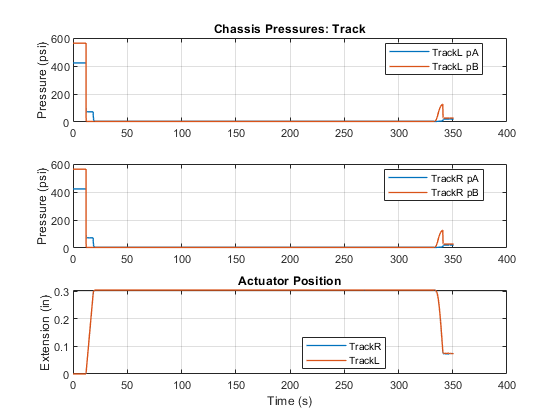 Chassis Pressures: Track
Pressure (psi)
600
400
200
0
TrackL pA
TrackL pB
0 50 100 150 200 250 300 350 400
Pressure (psi)
600
400
200
0
TrackR pA
TrackR pB
0 50 100 150 200 250 300 350 400
Actuator Position
Extension (in)
0.3
0.2
0.1
0
TrackR
TrackL
0 50 100 150 200 250 300 350 400
Time (s)